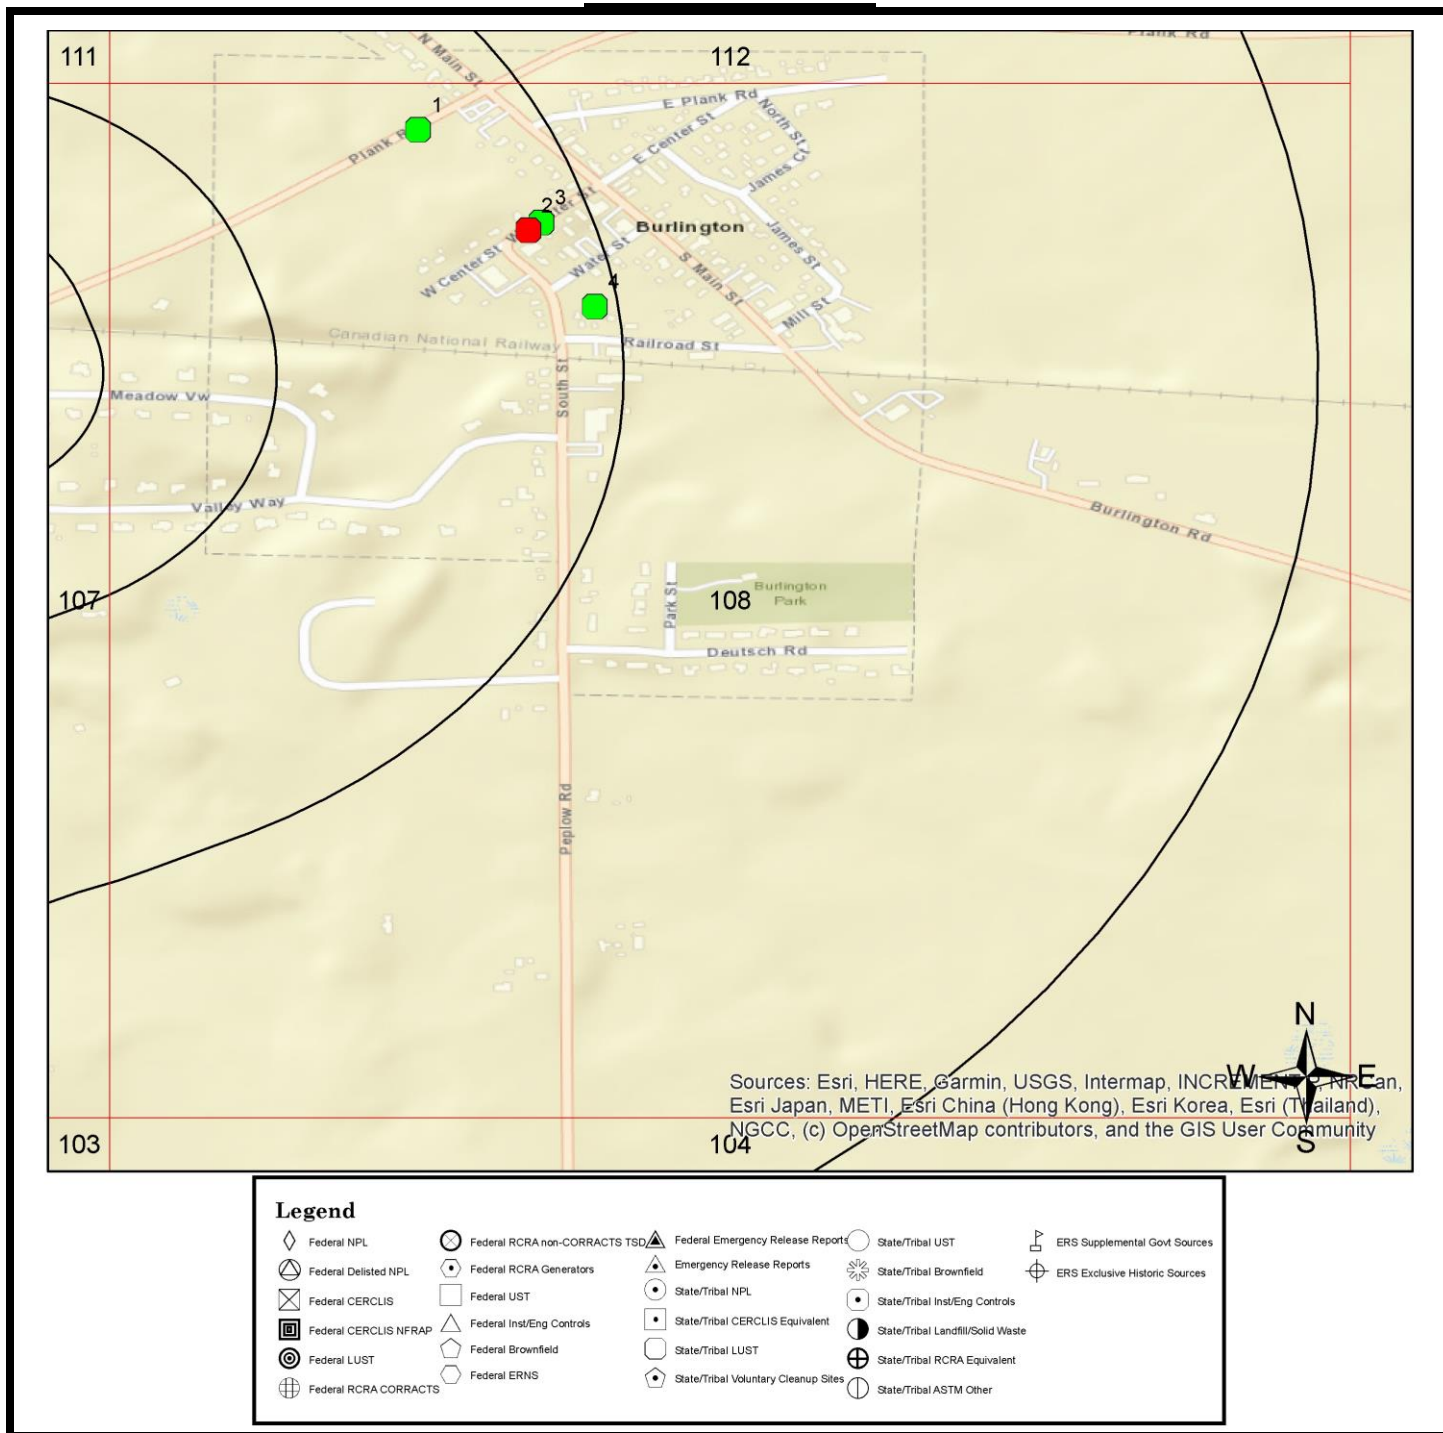 111
112
Plank Rd
N Main St
1
E Plank Rd
North St
Plank R
E Center St
James Ct
2
3
Burlington
W Center St
Water St
James St
S Main St
4
Mill St
Canadian National Railway
Railroad St
Meadow Vw
South St
Valley Way
Burlington Rd
107
108
Burlington
Park
Park St
Deutsch Rd
Peplow Rd
N
W
E
S
Sources: Esri, HERE, Garmin, USGS, Intermap, INCREMENT P, NRCan,
Esri Japan, METI, Esri China (Hong Kong), Esri Korea, Esri (Thailand),
NGCC, (c) OpenStreetMap contributors, and the GIS User Community
103
104
Legend
Federal NPL
Federal Delisted NPL
Federal CERCLIS
Federal CERCLIS NFRAP
Federal LUST
Federal RCRA CORRACTS
Federal RCRA non-CORRACTS TSD
Federal RCRA Generators
Federal UST
Federal Inst/Eng Controls
Federal Brownfield
Federal ERNS
Federal Emergency Release Reports
Emergency Release Reports
State/Tribal NPL
State/Tribal CERCLIS Equivalent
State/Tribal LUST
State/Tribal Voluntary Cleanup Sites
State/Tribal UST
State/Tribal Brownfield
State/Tribal Inst/Eng Controls
State/Tribal Landfill/Solid Waste
State/Tribal RCRA Equivalent
State/Tribal ASTM Other
ERS Supplemental Govt Sources
ERS Exclusive Historic Sources